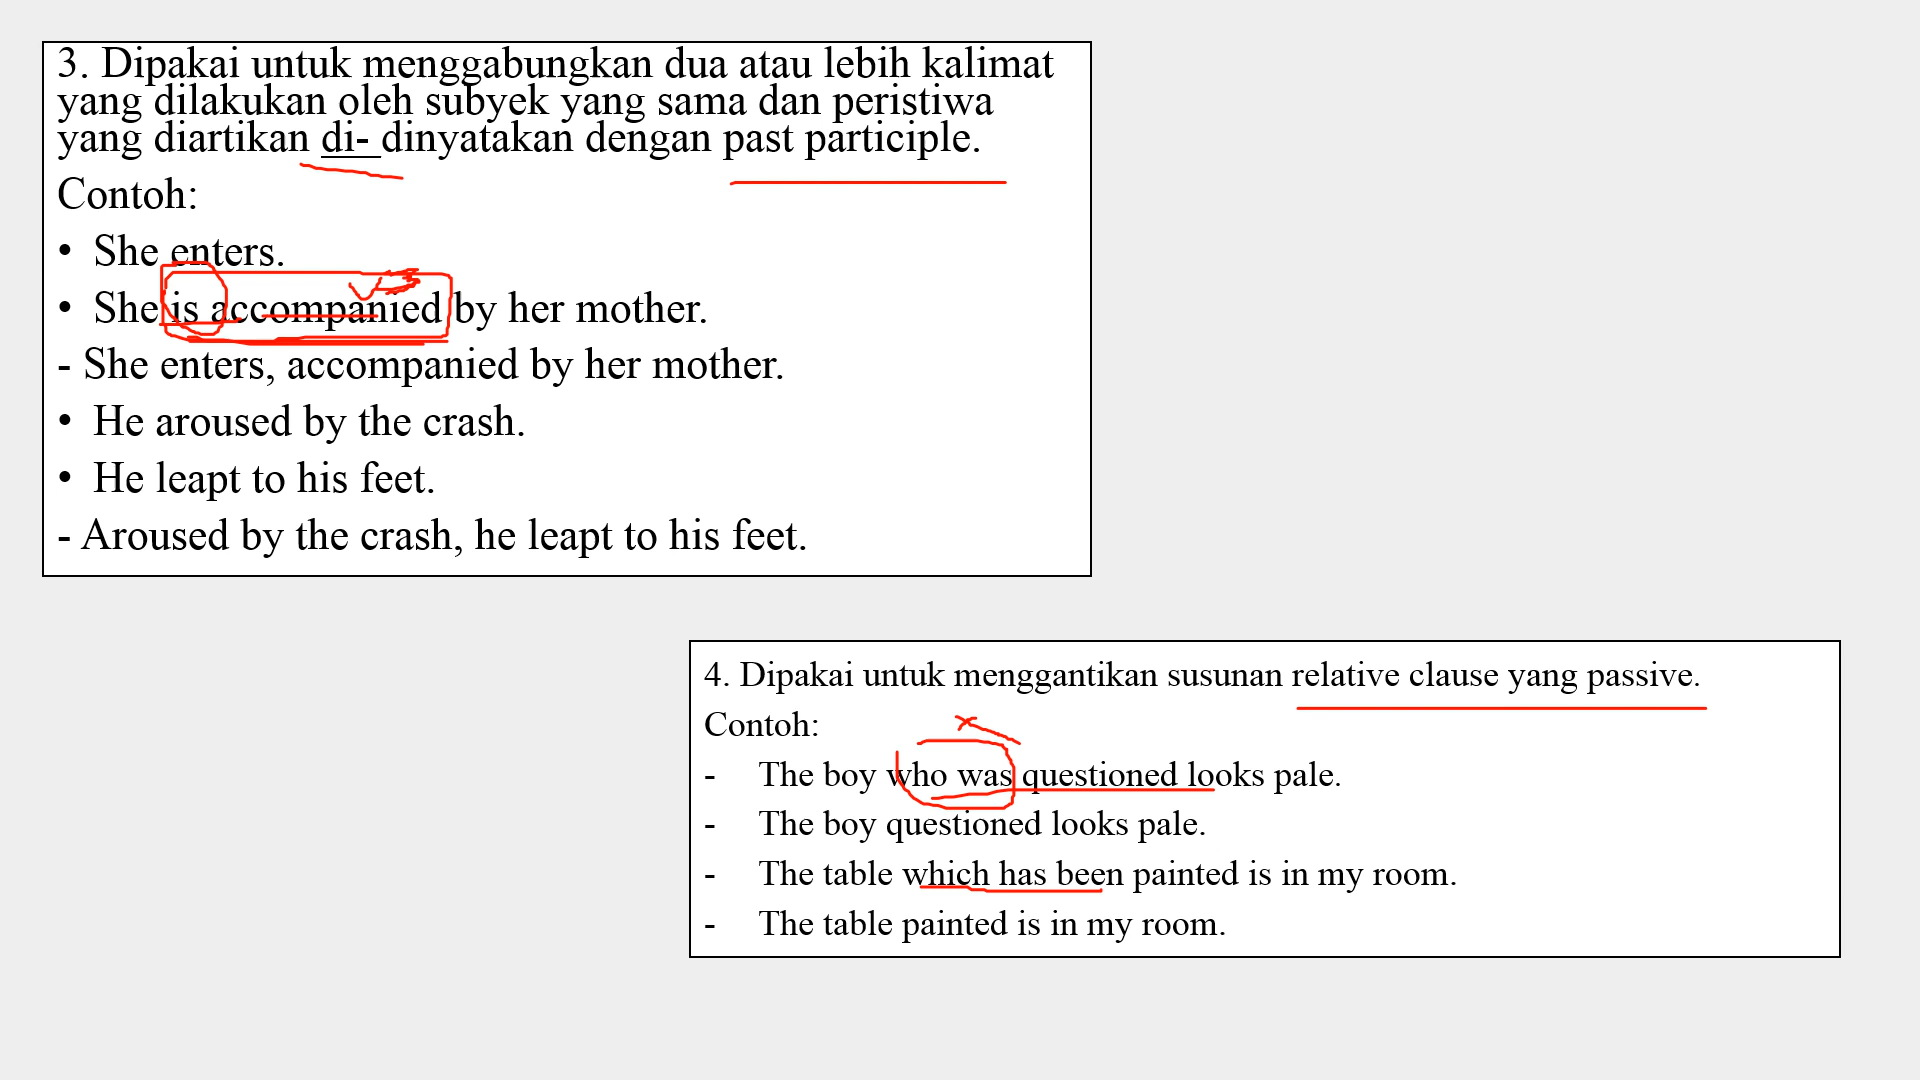 3. Dipakai untuk menggabungkan dua atau lebih kalimat
yang dilakukan oleh subyek yang sama dan peristiwa
yang diartikan di- dinyatakan dengan past participle.
Contoh:
• She enters.
• She is accompanied by her mother.
- She enters, accompanied by her mother.
• He aroused by the crash.
• He leapt to his feet.
- Aroused by the crash, he leapt to his feet.
4. Dipakai untuk menggantikan susunan relative clause yang passive.
Contoh:
- The boy who was questioned looks pale.
- The boy questioned looks pale.
- The table which has been painted is in my room.
- The table painted is in my room.